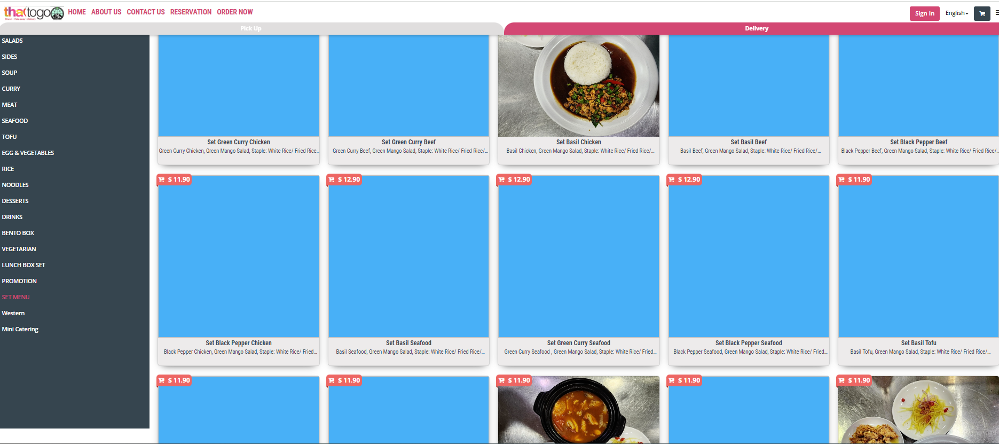 thaitogo
HOME ABOUT US CONTACT US RESERVATION ORDER NOW
Sign In English
Pick Up Delivery
SALADS
SIDES
SOUP
CURRY
MEAT
SEAFOOD
TOFU
EGG & VEGETABLES
RICE
NOODLES
DESSERTS
DRINKS
BENTO BOX
VEGETARIAN
LUNCH BOX SET
PROMOTION
SET MENU
Western
Mini Catering
Set Green Curry Chicken
Green Curry Chicken, Green Mango Salad, Staple: White Rice/ Fried Rice...
Set Green Curry Beef
Green Curry Beef, Green Mango Salad, Staple: White Rice/ Fried Rice/...
Set Basil Chicken
Basil Chicken, Green Mango Salad, Staple: White Rice/ Fried Rice/...
Set Basil Beef
Basil Beef, Green Mango Salad, Staple: White Rice/ Fried Rice/...
Set Black Pepper Beef
Black Pepper Beef, Green Mango Salad, Staple: White Rice/ Fried Rice/...
$ 11.90
Set Black Pepper Chicken
Black Pepper Chicken, Green Mango Salad, Staple: White Rice/ Fried...
$ 12.90
Set Basil Seafood
Basil Seafood, Green Mango Salad, Staple: White Rice/ Fried Rice/...
$ 12.90
Set Green Curry Seafood
Green Curry Seafood , Green Mango Salad, Staple: White Rice/ Fried...
$ 12.90
Set Black Pepper Seafood
Black Pepper Seafood, Green Mango Salad, Staple: White Rice/ Fried...
$ 11.90
Set Basil Tofu
Basil Tofu, Green Mango Salad, Staple: White Rice/ Fried Rice/...
$ 11.90
$ 11.90
$ 11.90
$ 11.90
$ 11.90